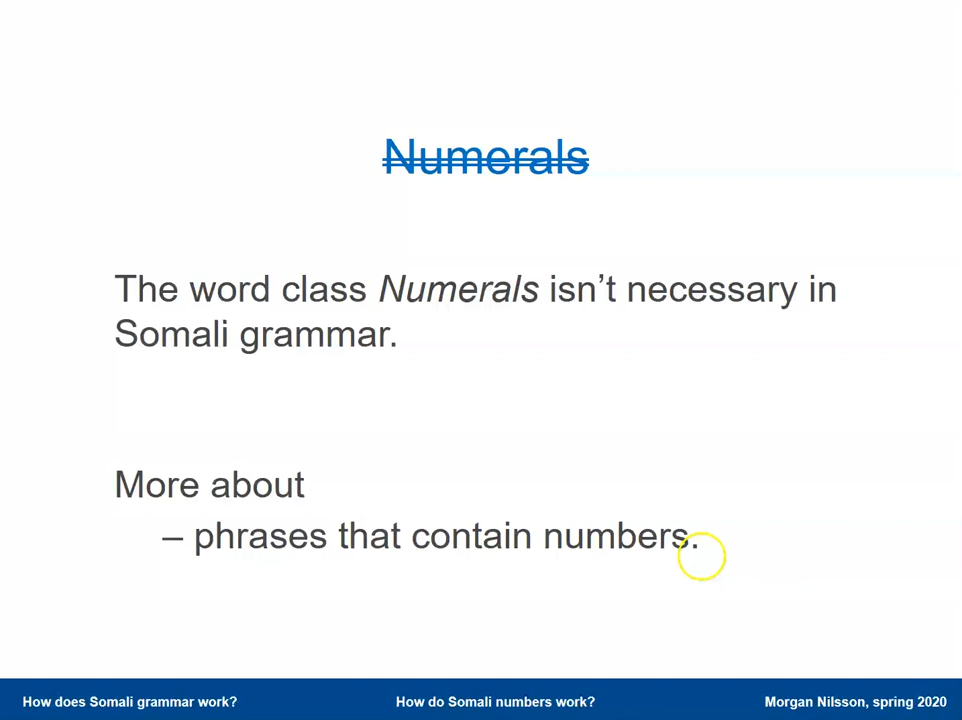 Numerals
The word class Numerals isn’t necessary in
Somali grammar.
More about
– phrases that contain numbers.
How does Somali grammar work? How do Somali numbers work? Morgan Nilsson, spring 2020